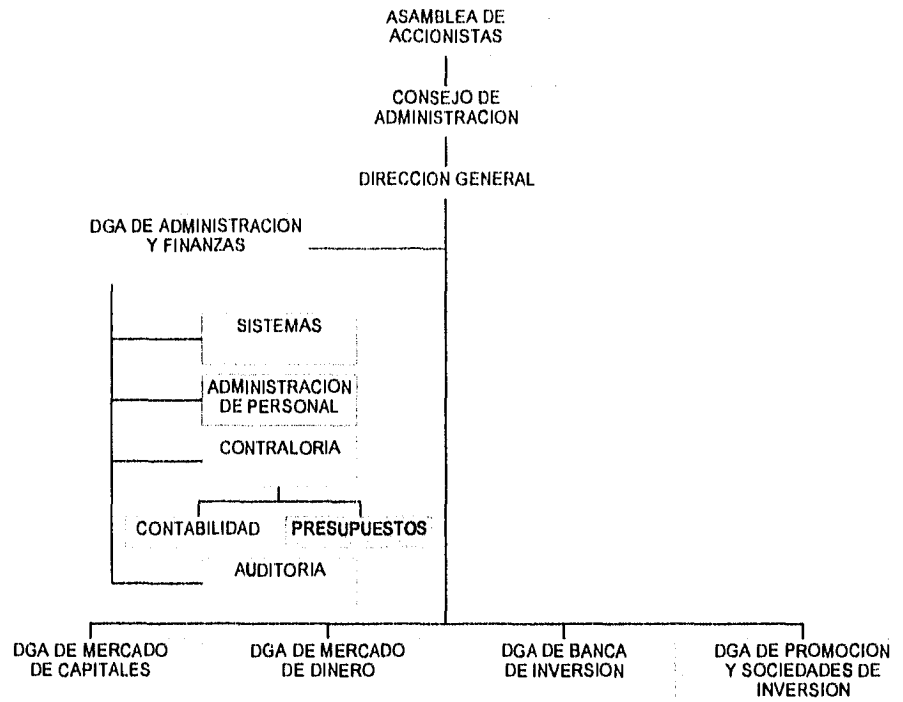 ASAMBLEA DE
ACCIONISTAS
CONSEJO DE
ADMINISTRACION
DIRECCION GENERAL
DGA DE ADMINISTRACION
Y FINANZAS
SISTEMAS
ADMINISTRACION
DE PERSONAL
CONTRALORIA
CONTABILIDAD
PRESUPUESTOS
AUDITORIA
DGA DE MERCADO
DE CAPITALES
DGA DE MERCADO
DE DINERO
DGA DE BANCA
DE INVERSION
DGA DE PROMOCION
Y SOCIEDADES DE
INVERSION